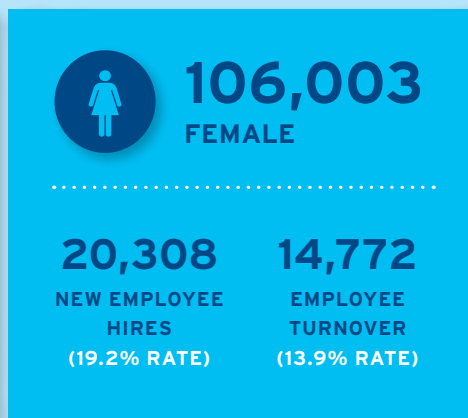 106,003
FEMALE
20,308
NEW EMPLOYEE
HIRES
(19.2% RATE)
14,772
EMPLOYEE
TURNOVER
(13.9% RATE)